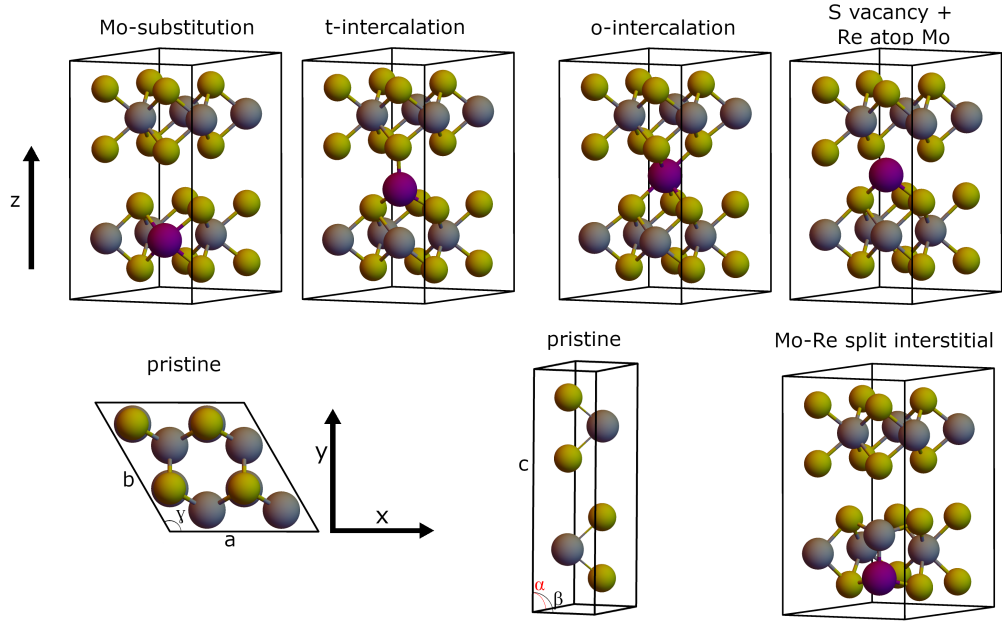 Mo-substitution
t-intercalation
o-intercalation
S vacancy +
Re atop Mo
z
pristine
b
γ
a
y
x
pristine
c
α
β
Mo-Re split interstitial